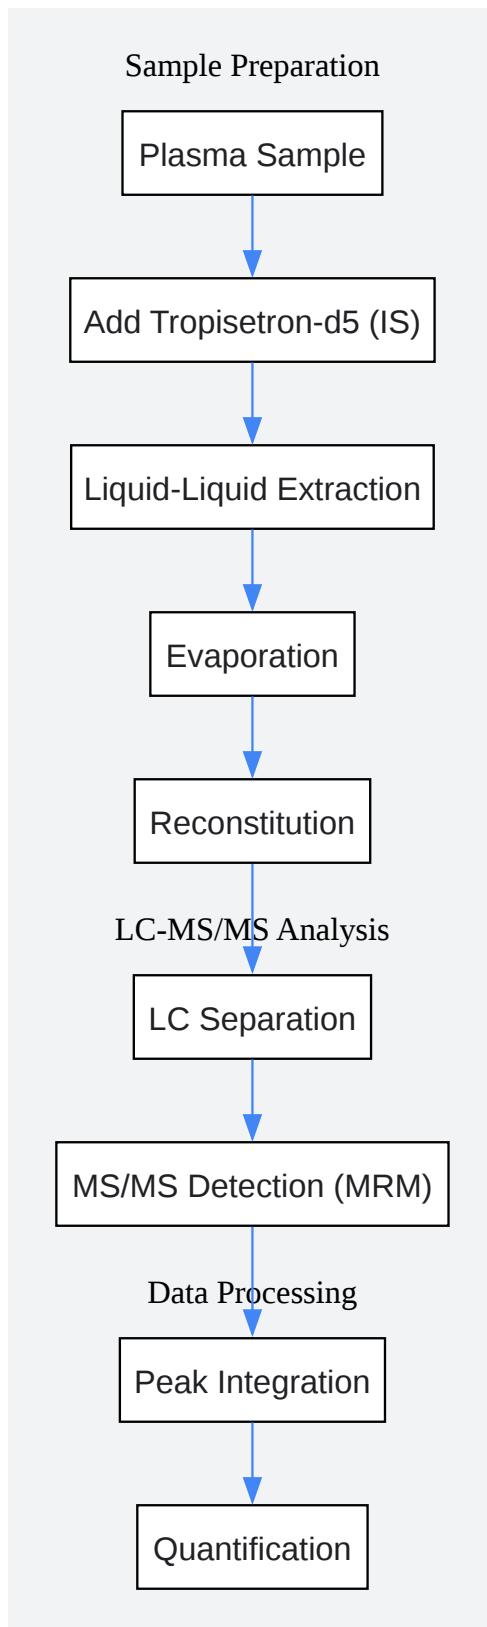 Sample Preparation
Plasma Sample
Add Tropisetron-d5 (IS)
Liquid-Liquid Extraction
Evaporation
Reconstitution
LC-MS/MS Analysis
LC Separation
MS/MS Detection (MRM)
Data Processing
Peak Integration
Quantification